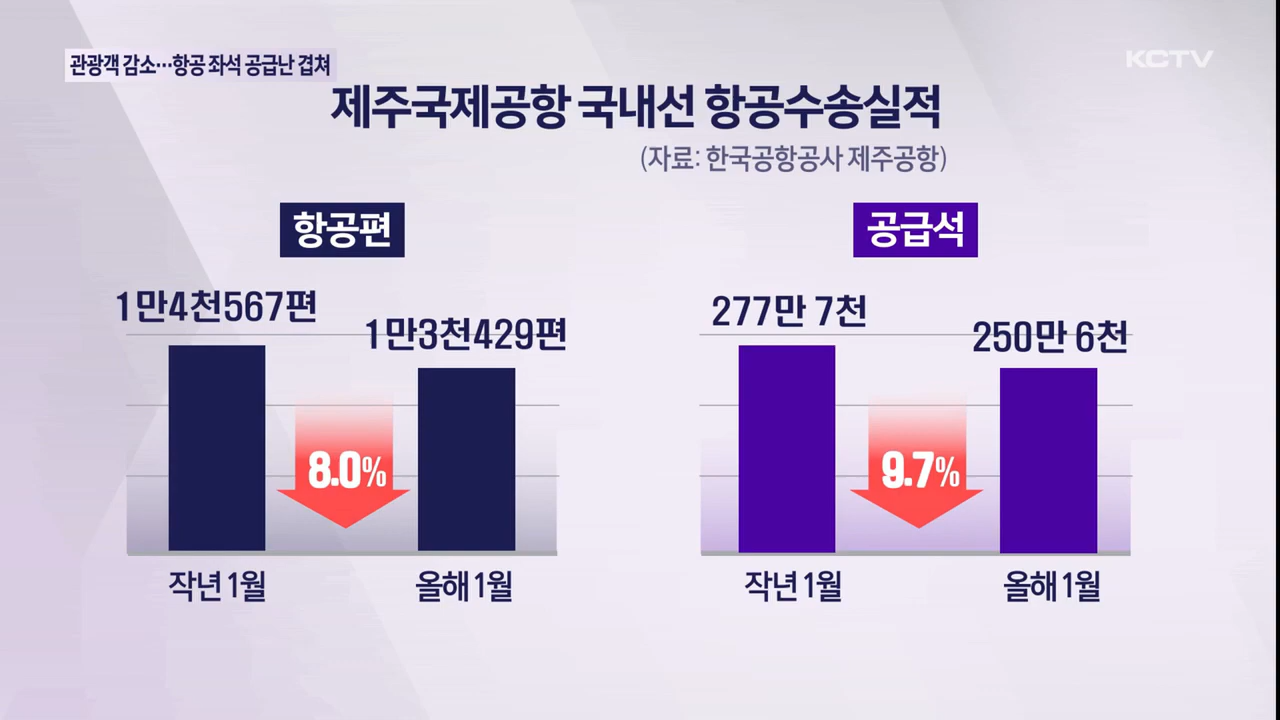 관광객 감소…항공 좌석 공급난 겹쳐
KCTV
제주국제공항 국내선 항공수송실적
(자료: 한국공항공사 제주공항)
항공편
1만4천567편
1만3천429편
8.0%
작년 1월
올해 1월
공급석
277만 7천
250만 6천
9.7%
작년 1월
올해 1월